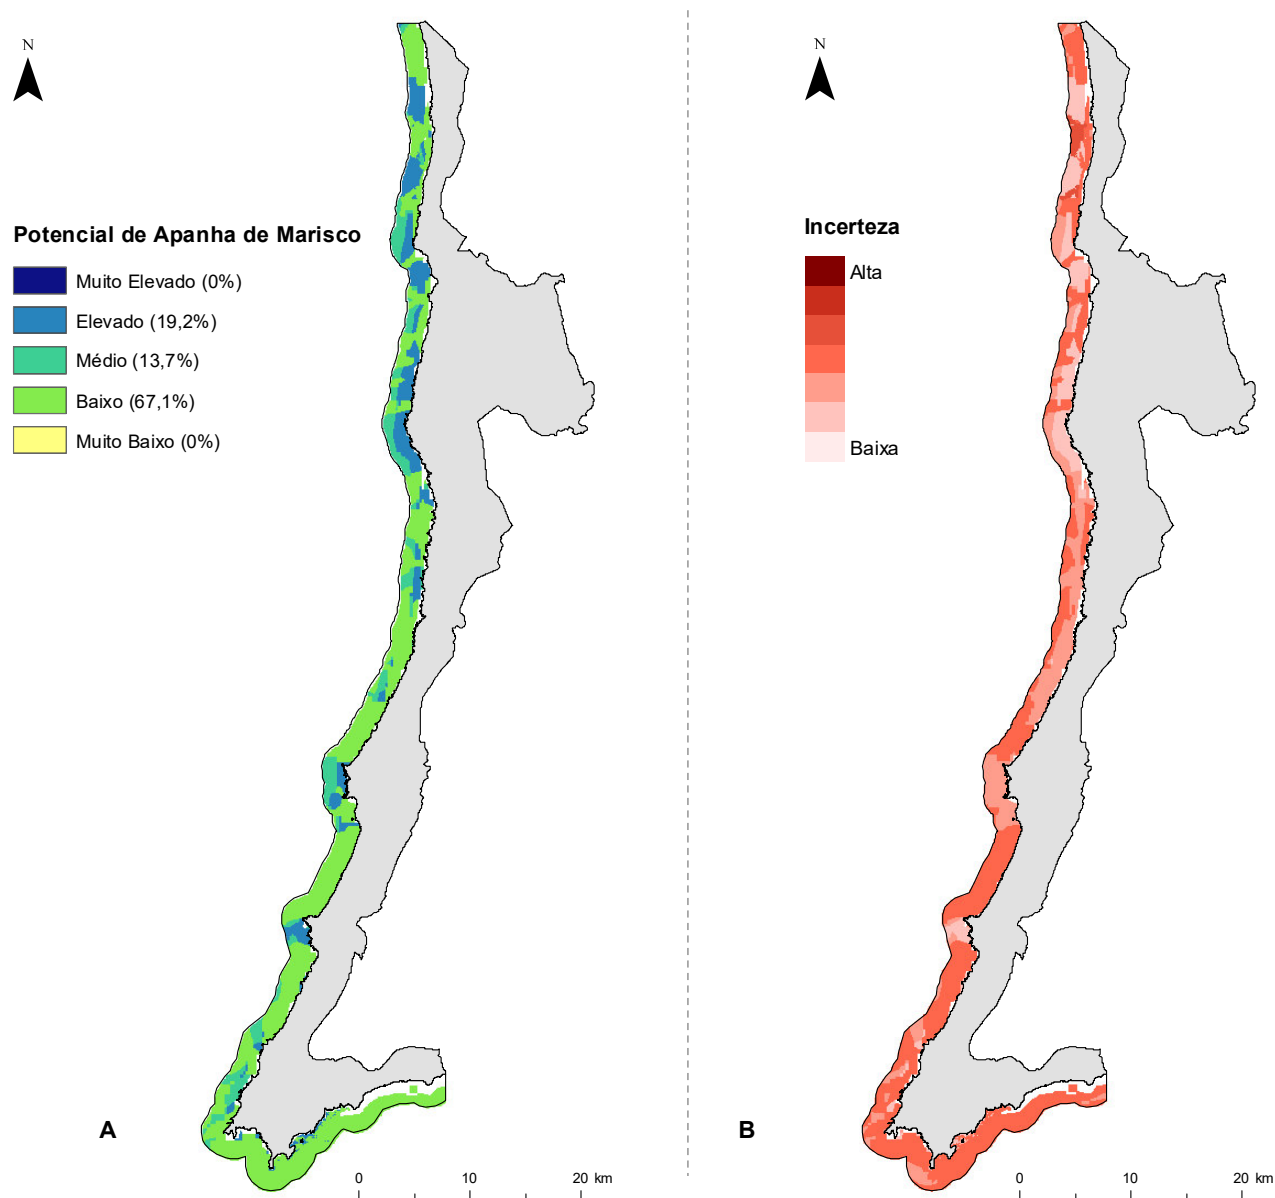 N
Potencial de Apanha de Marisco
Muito Elevado (0%)
Elevado (19,2%)
Médio (13,7%)
Baixo (67,1%)
Muito Baixo (0%)
A
0 10 20 km
N
Incerteza
Alta
Baixa
B
0 10 20 km